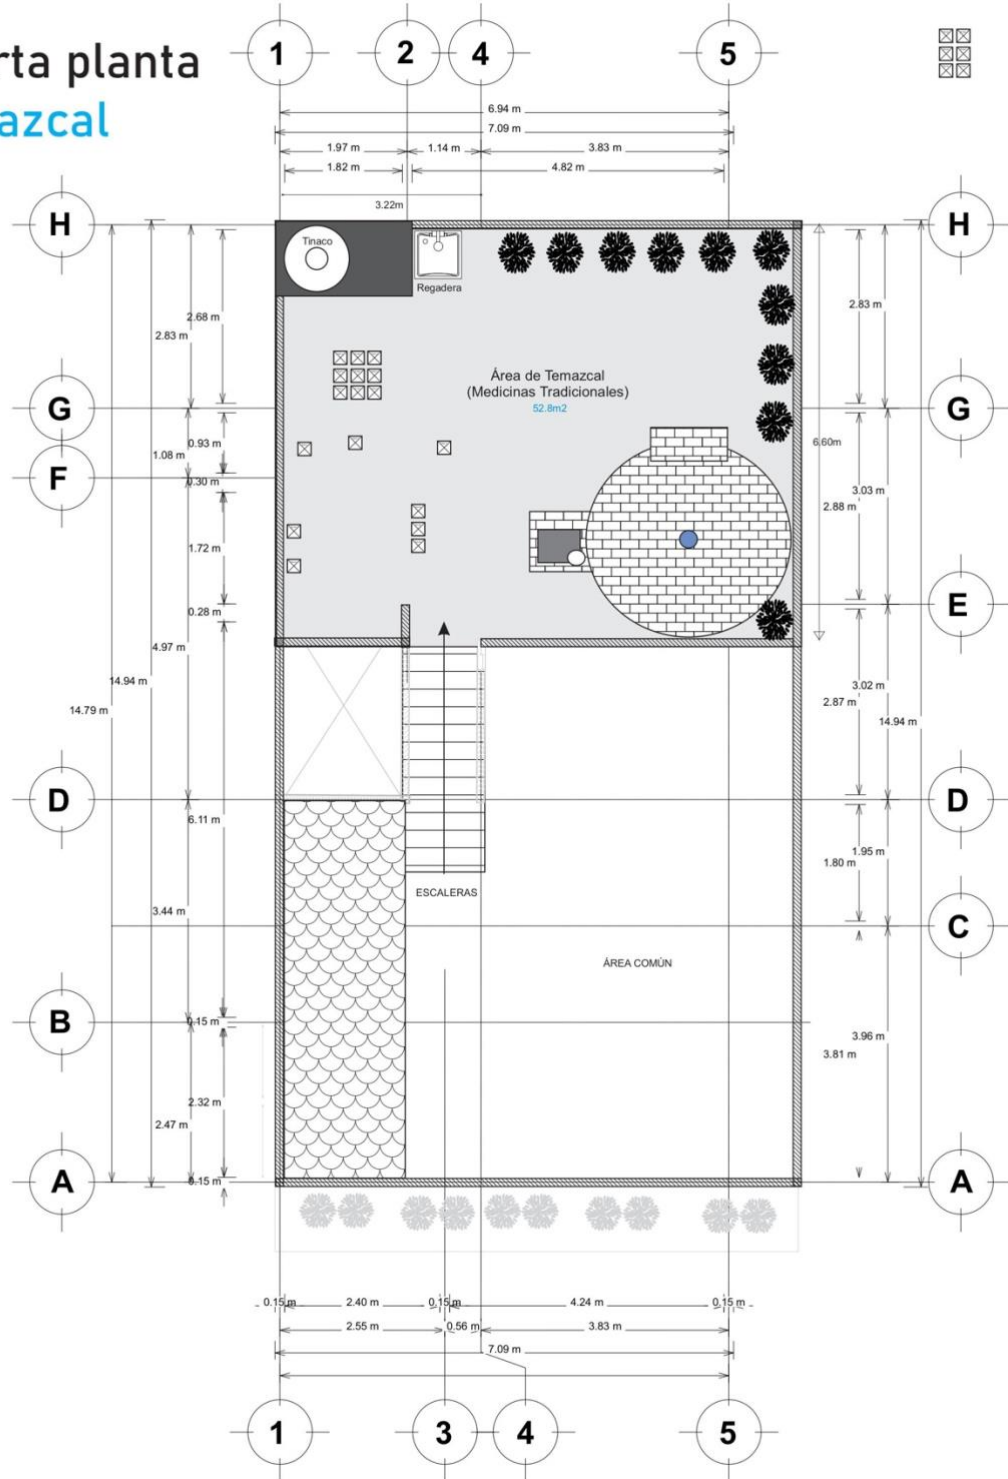 rta planta
azcal
1
2
4
5
6.94 m
7.09 m
1.97 m
1.14 m
3.83 m
1.82 m
4.82 m
3.22m
H
H
Tinaco
Regadera
2.68 m
2.83 m
2.83 m
Área de Temazcal
(Medicinas Tradicionales)
52.8m2
G
G
0.93 m
1.08 m
6.60m
F
0.30 m
3.03 m
2.88 m
1.72 m
E
0.28 m
4.97 m
14.94 m
3.02 m
2.87 m
14.79 m
14.94 m
D
D
6.11 m
1.95 m
1.80 m
ESCALERAS
3.44 m
C
ÁREA COMÚN
B
0.15 m
3.96 m
3.81 m
2.32 m
2.47 m
A
A
0.15 m
0.15 m
2.40 m
0.15 m
4.24 m
0.15 m
2.55 m
0.56 m
3.83 m
7.09 m
1
3
4
5